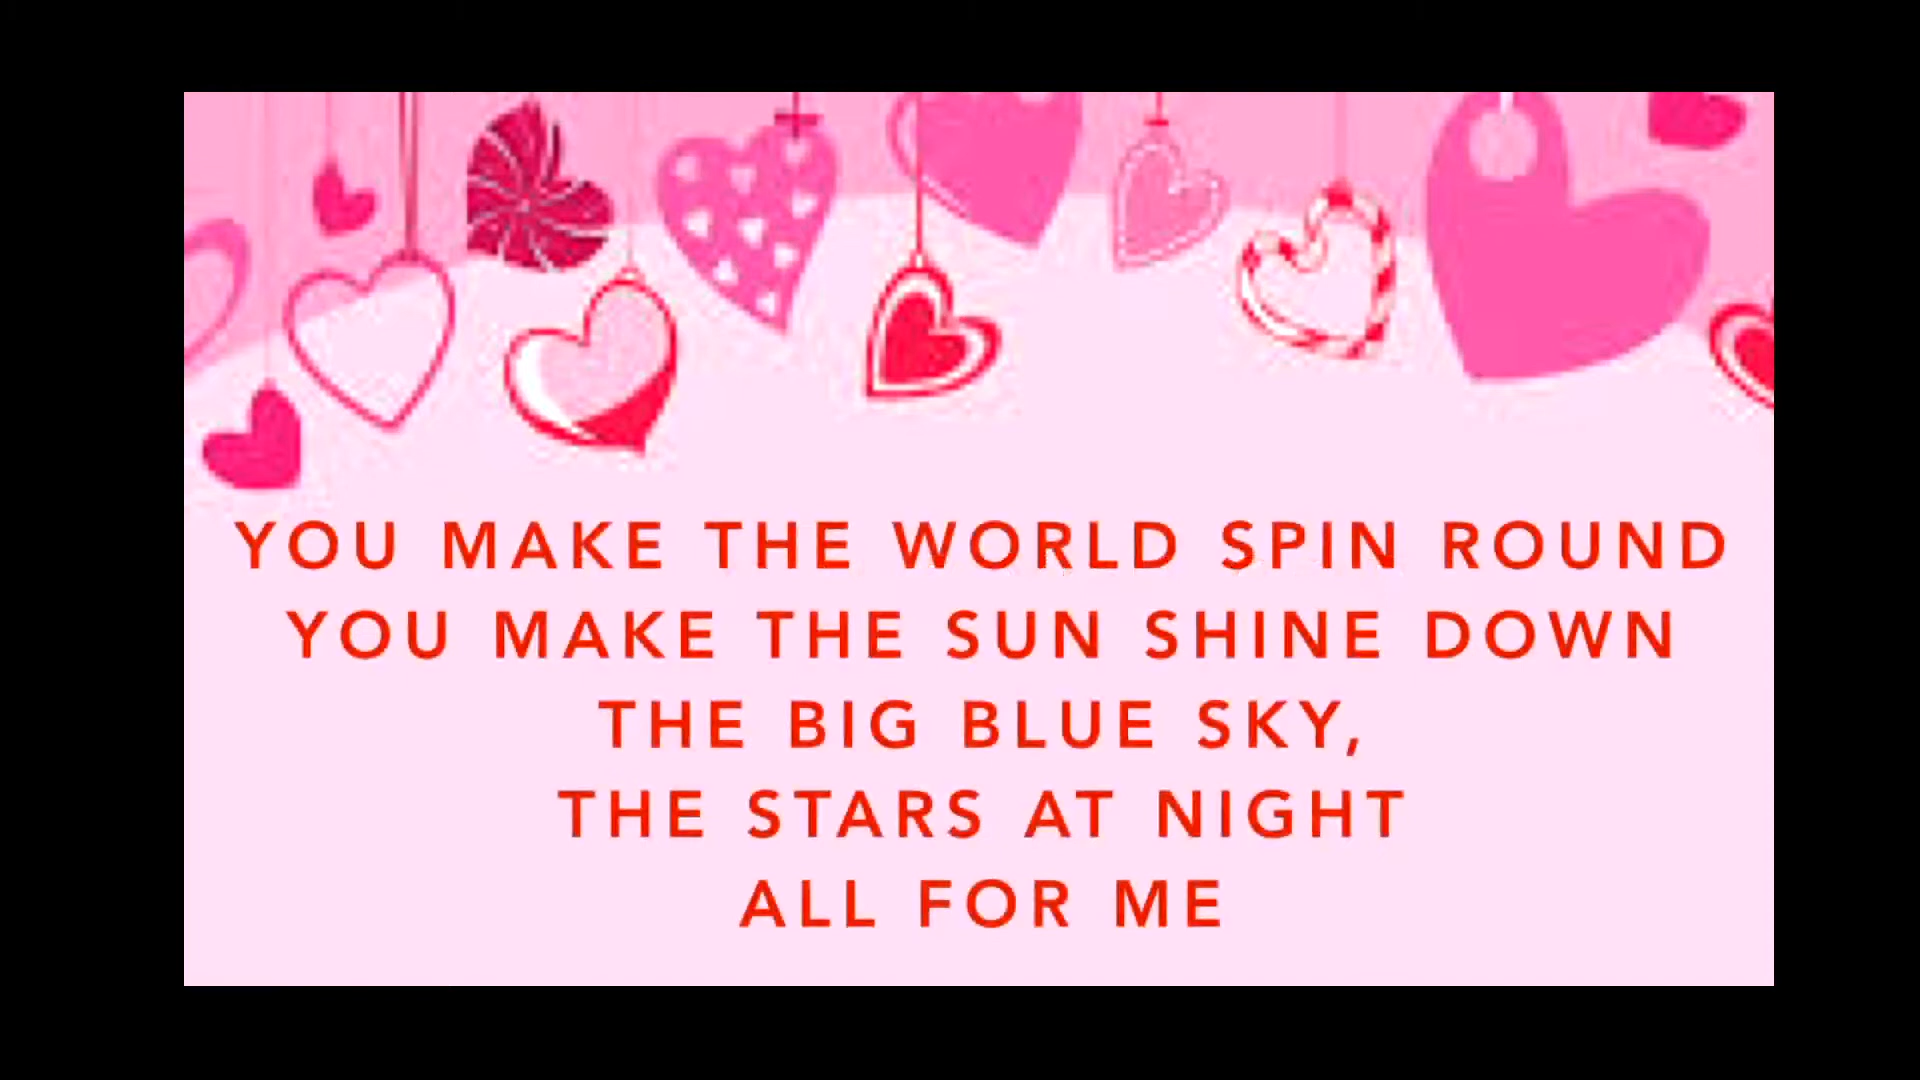 YOU MAKE THE WORLD SPIN ROUND
YOU MAKE THE SUN SHINE DOWN
THE BIG BLUE SKY,
THE STARS AT NIGHT
ALL FOR ME